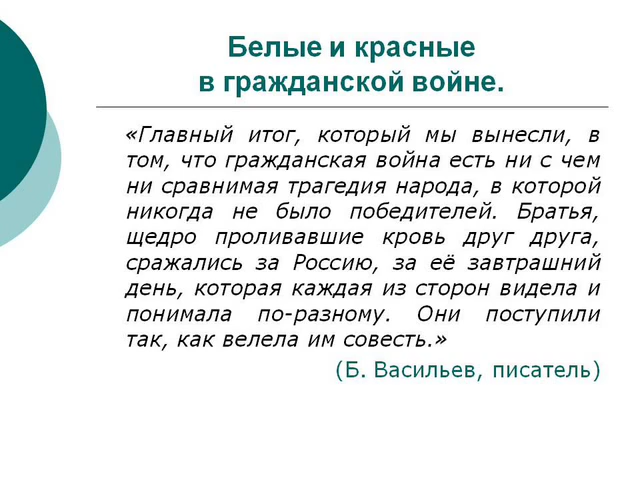 Белые и красные
в гражданской войне.
«Главный итог, который мы вынесли, в
том, что гражданская война есть ни с чем
ни сравнимая трагедия народа, в которой
никогда не было победителей. Братья,
щедро проливавшие кровь друг друга,
сражались за Россию, за её завтрашний
день, которая каждая из сторон видела и
понимала по-разному. Они поступили
так, как велела им совесть.»
(Б. Васильев, писатель)